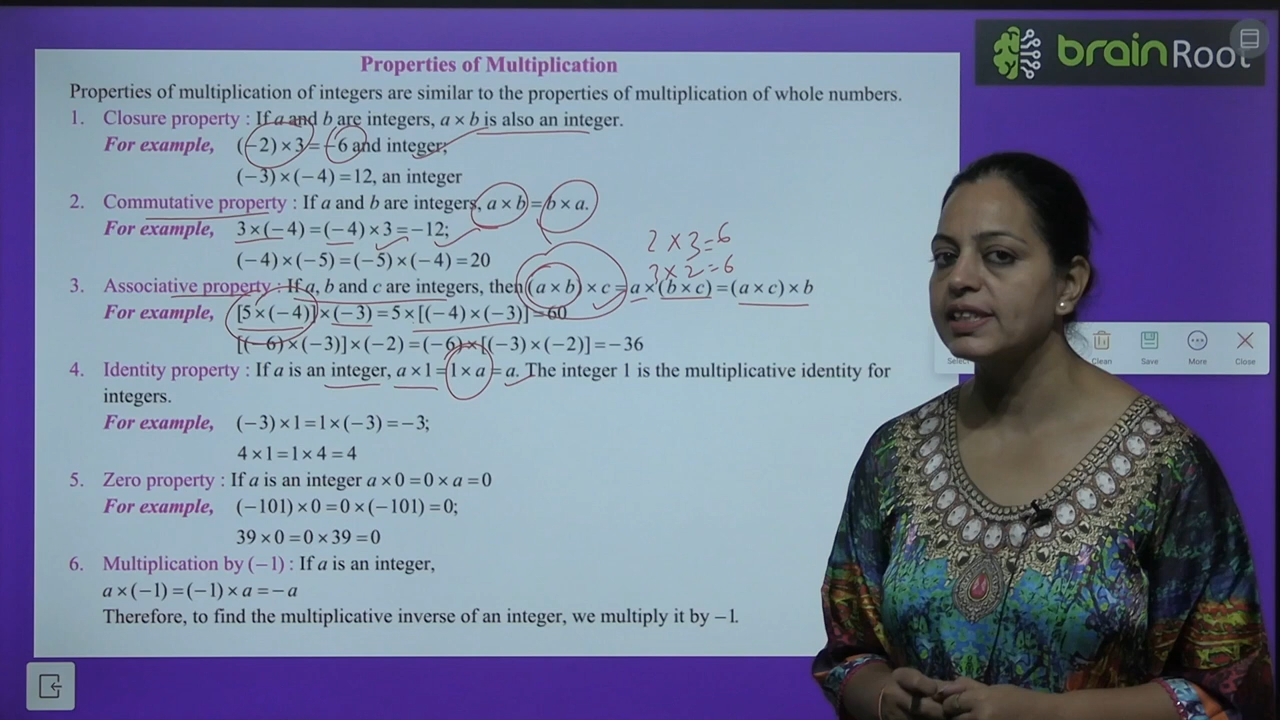 brainRoot
Properties of Multiplication
Properties of multiplication of integers are similar to the properties of multiplication of whole numbers.
1. Closure property : If a and b are integers, a × b is also an integer.
For example, (−2) × 3 = −6 and integer;
(−3) × (−4) = 12, an integer
2. Commutative property : If a and b are integers, a × b = b × a.
For example, 3 × (−4) = (−4) × 3 = −12;
2 × 3 = 6
(−4) × (−5) = (−5) × (−4) = 20
3 × 2 = 6
3. Associative property : If a, b and c are integers, then (a × b) × c = a × (b × c) = (a × c) × b
For example, [5 × (−4)] × (−3) = 5 × [(−4) × (−3)] = 60
[(−6) × (−3)] × (−2) = (−6) × [(−3) × (−2)] = −36
4. Identity property : If a is an integer, a × 1 = 1 × a = a. The integer 1 is the multiplicative identity for
integers.
For example, (−3) × 1 = 1 × (−3) = −3;
4 × 1 = 1 × 4 = 4
5. Zero property : If a is an integer a × 0 = 0 × a = 0
For example, (−101) × 0 = 0 × (−101) = 0;
39 × 0 = 0 × 39 = 0
6. Multiplication by (−1) : If a is an integer,
a × (−1) = (−1) × a = −a
Therefore, to find the multiplicative inverse of an integer, we multiply it by −1.
Clean Save More Close